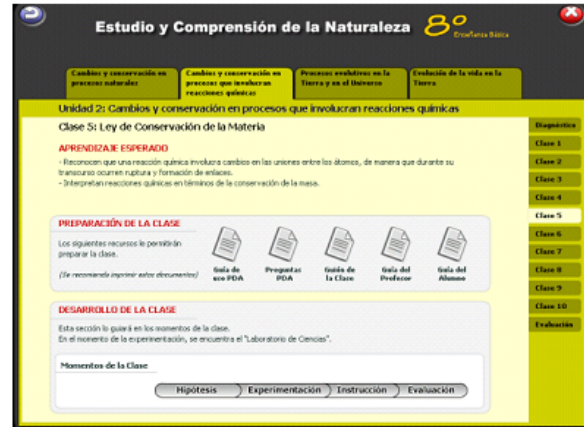 Estudio y Comprensión de la Naturaleza 8º
Enseñanza Básica
Cambios y conservación en
procesos naturales
Cambios y conservación en
procesos que involucran
reacciones químicas
Procesos evolutivos en la
Tierra y en el Universo
Evolución de la vida en la
Tierra
Unidad 2: Cambios y conservación en procesos que involucran reacciones químicas
Clase 5: Ley de Conservación de la Materia
APRENDIZAJE ESPERADO
- Reconocen que una reacción química involucra cambios en las uniones entre los átomos, de manera que durante su
transcurso ocurren ruptura y formación de enlaces.
- Interpretan reacciones químicas en términos de la conservación de la masa.
PREPARACIÓN DE LA CLASE
Los siguientes recursos le permitirán
preparar la clase.
(Se recomienda imprimir estos documentos)
Guía de
uso PDA
Preguntas
PDA
Guión de
la Clase
Guía del
Profesor
Guía del
Alumno
DESARROLLO DE LA CLASE
Esta sección lo guiará en los momentos de la clase.
En el momento de la experimentación, se encuentra el "Laboratorio de Ciencias".
Momentos de la Clase
Hipótesis
Experimentación
Instrucción
Evaluación
Diagnóstico
Clase 1
Clase 2
Clase 3
Clase 4
Clase 5
Clase 6
Clase 7
Clase 8
Clase 9
Clase 10
Evaluación